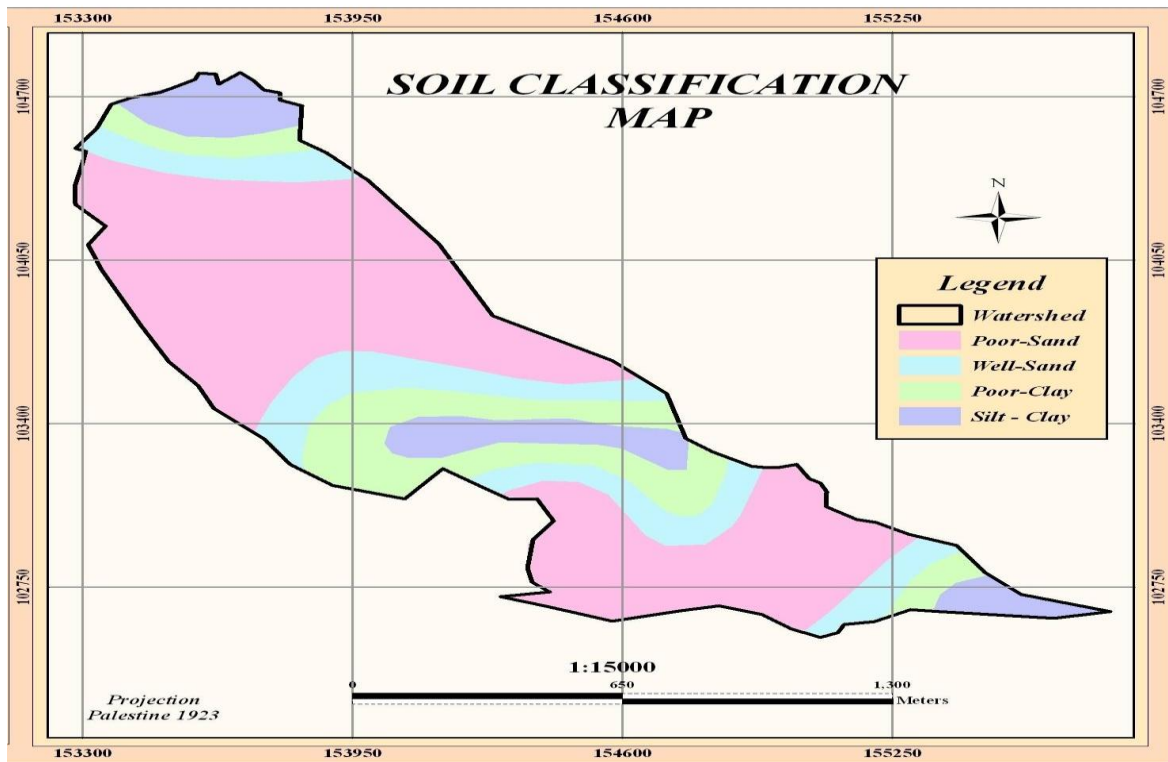 153300 153950 154600 155250
SOIL CLASSIFICATION
MAP
104700 104700
N
104050 104050
Legend
Watershed
Poor-Sand
Well-Sand
Poor-Clay
Silt - Clay
103400 103400
102750 102750
1:15000
0 650 1,300
Meters
Projection
Palestine 1923
153300 153950 154600 155250